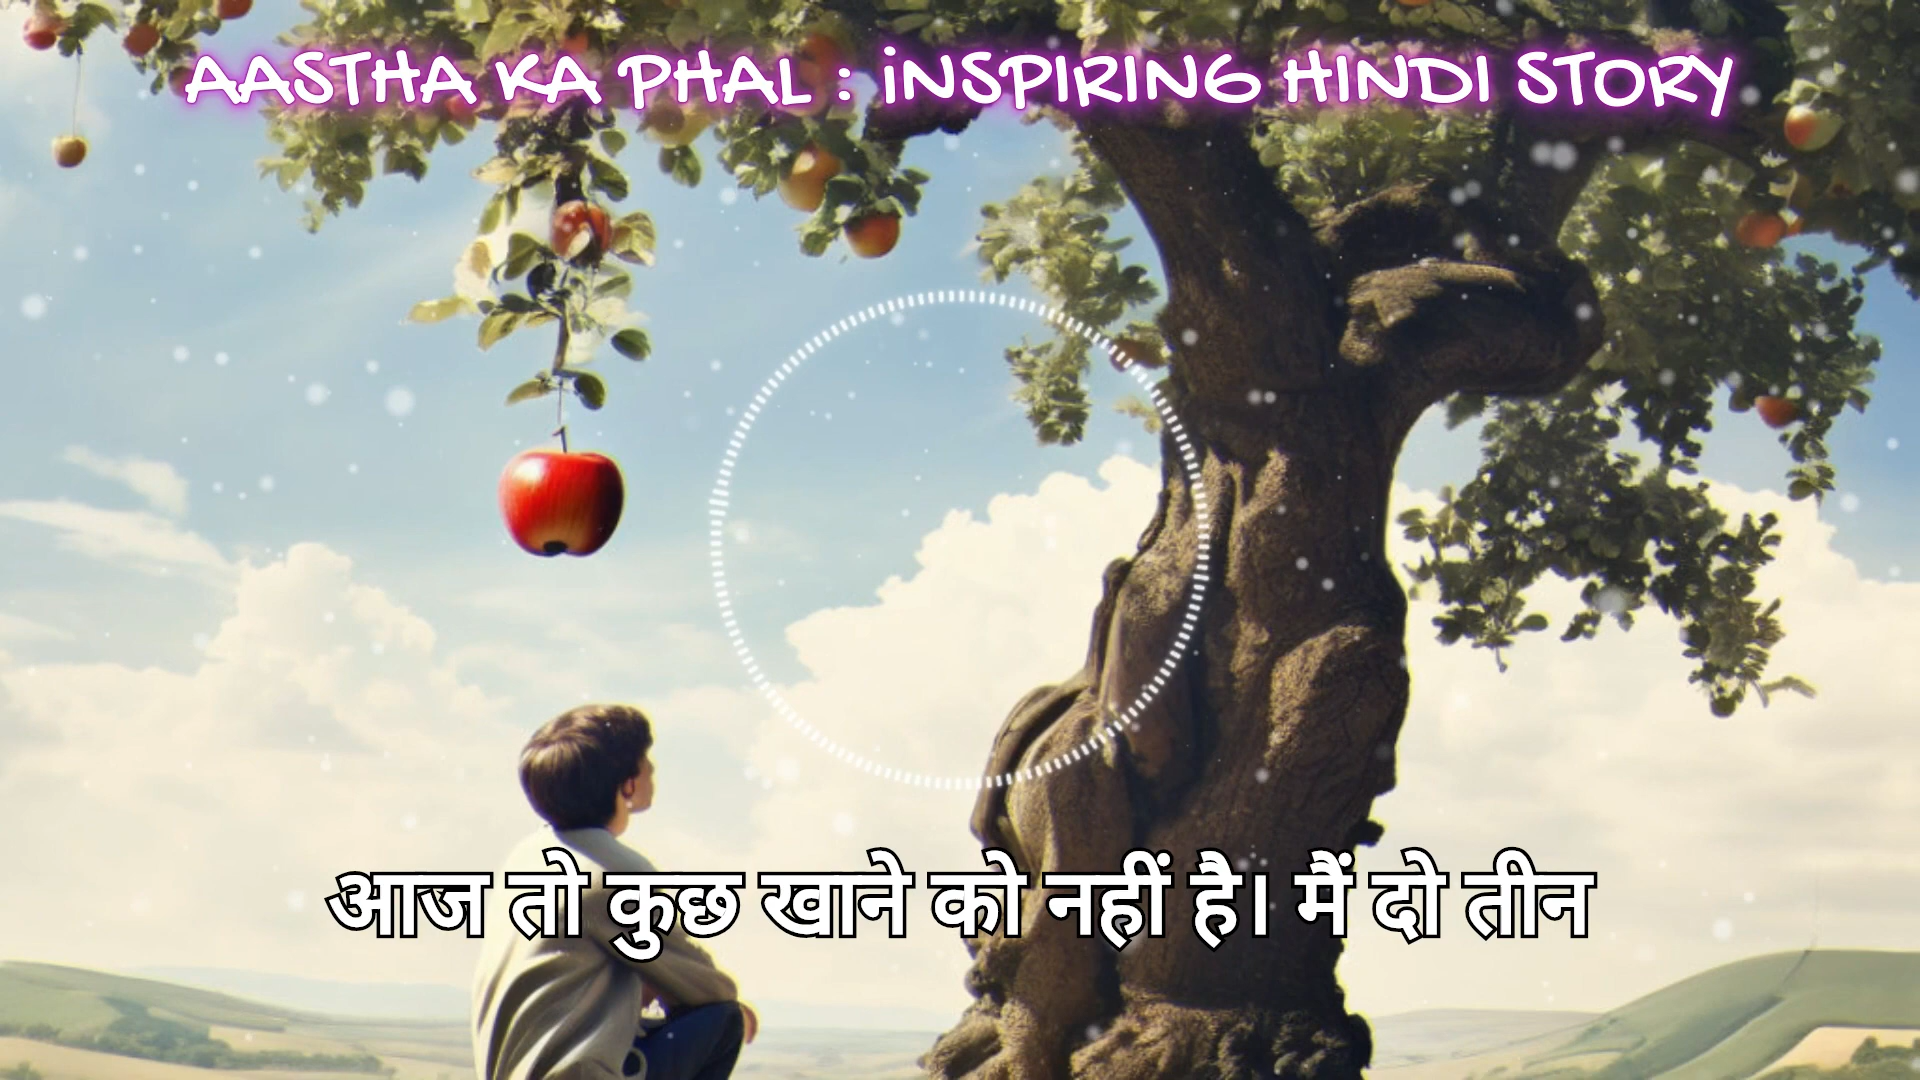 AASTHA KA PHAL : INSPIRING HINDI STORY
आज तो कुछ खाने को नहीं है। मैं दो तीन